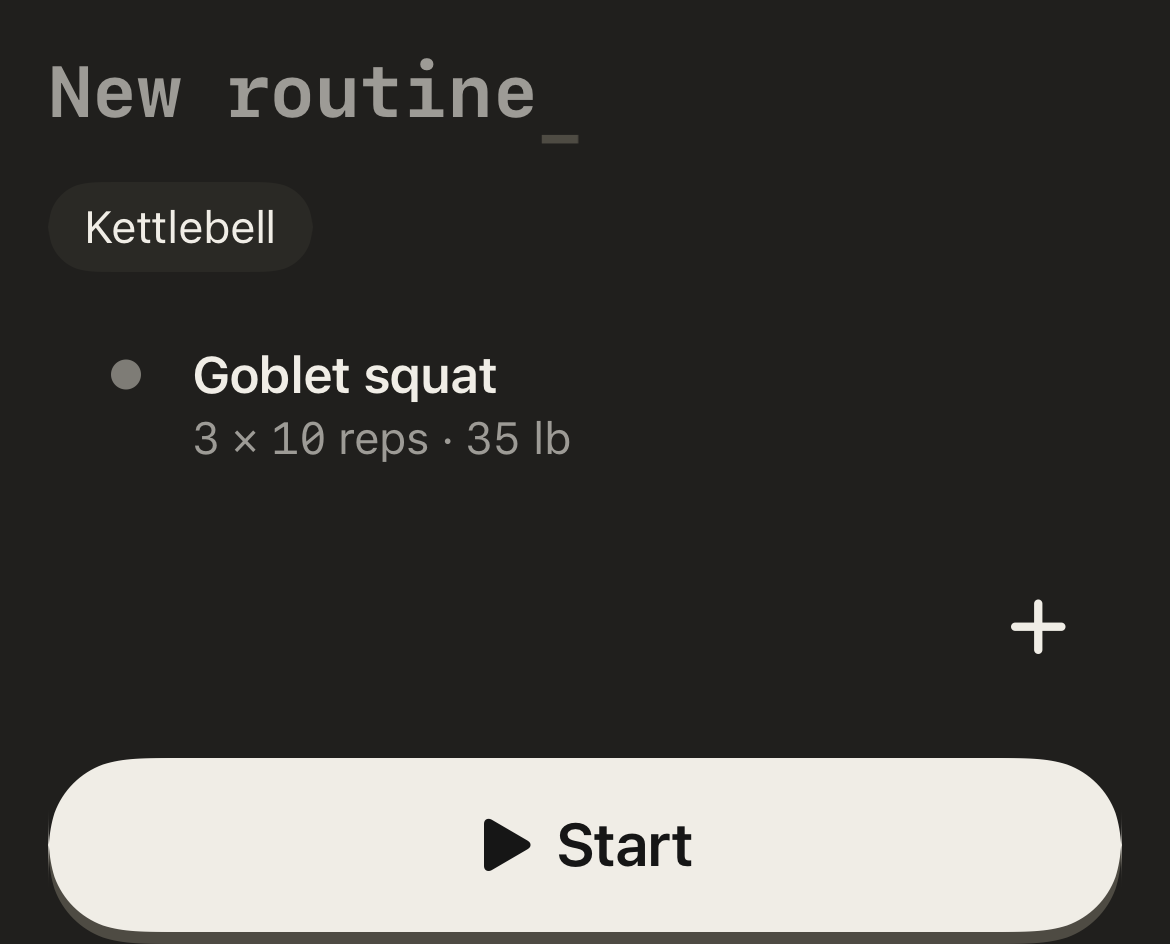 New routine_
Kettlebell
Goblet squat
3 × 10 reps · 35 lb
Start